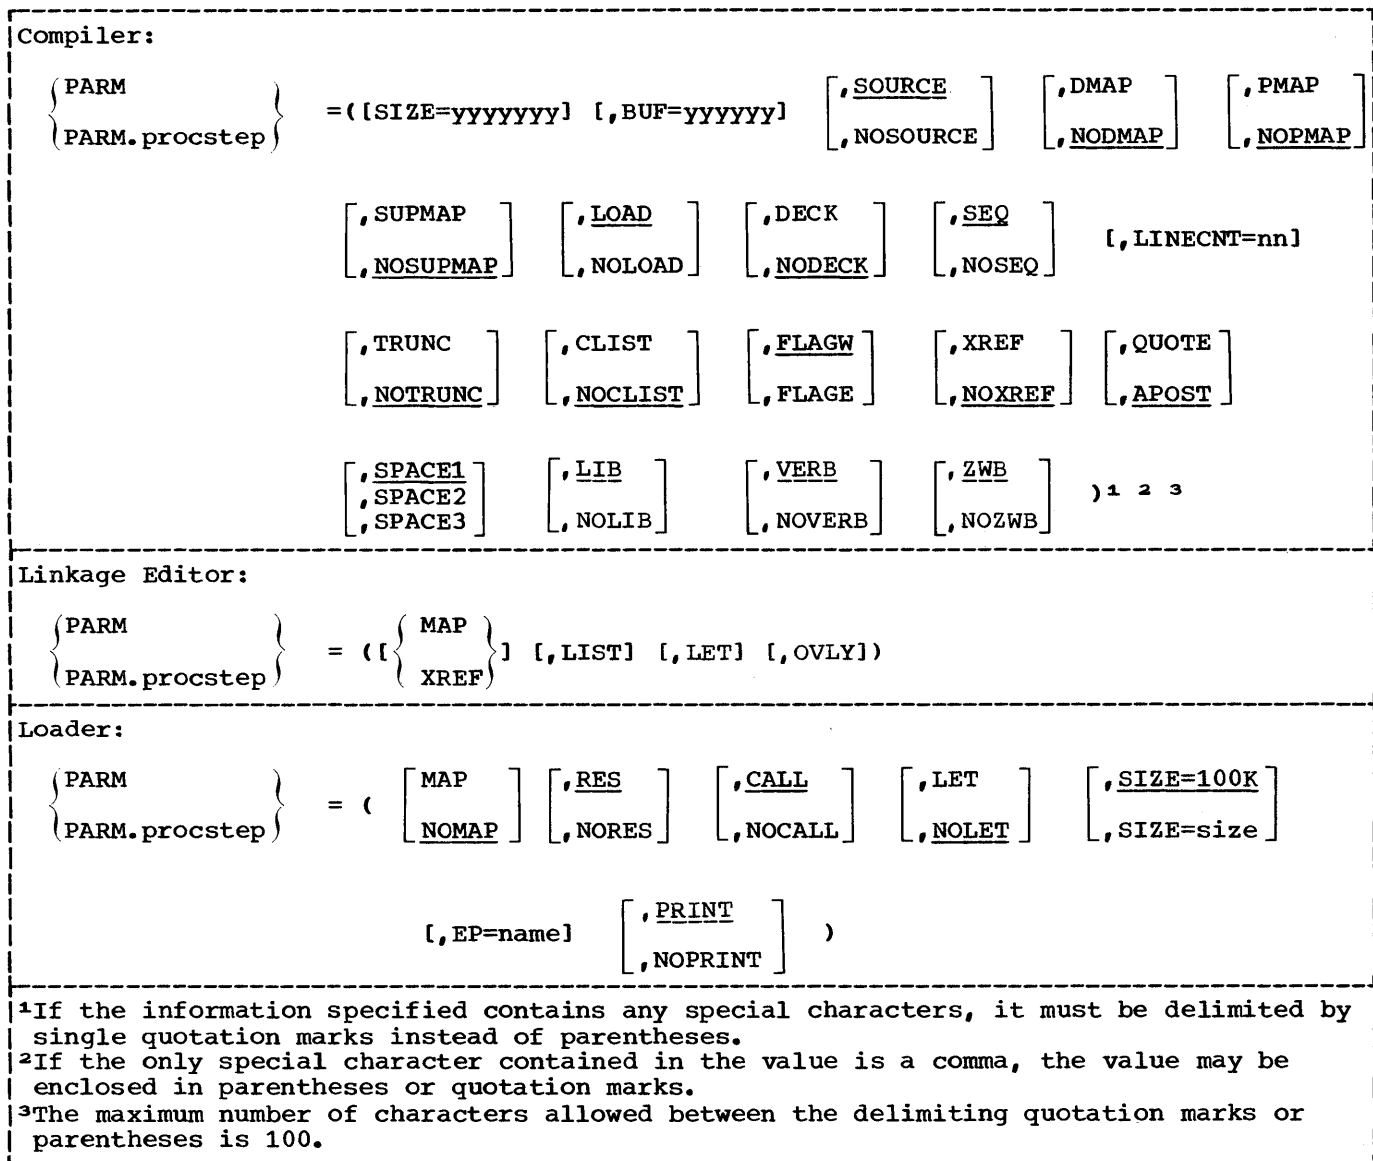 Compiler:
PARM =([SIZE=yyyyyyy] [,BUF=yyyyyy] ,SOURCE ,DMAP ,PMAP
PARM.procstep ,NOSOURCE ,NODMAP ,NOPMAP
,SUPMAP ,LOAD ,DECK ,SEQ [,LINECNT=nn]
,NOSUPMAP ,NOLOAD ,NODECK ,NOSEQ
,TRUNC ,CLIST ,FLAGW ,XREF ,QUOTE
,NOTRUNC ,NOCLIST ,FLAGE ,NOXREF ,APOST
,SPACE1 ,LIB ,VERB ,ZWB )1 2 3
,SPACE2
,SPACE3 ,NOLIB ,NOVERB ,NOZWB
Linkage Editor:
PARM = ([{ MAP }] [,LIST] [,LET] [,OVLY])
PARM.procstep XREF
Loader:
PARM = ( MAP ,RES ,CALL ,LET ,SIZE=100K
PARM.procstep NOMAP ,NORES ,NOCALL ,NOLET ,SIZE=size
[,EP=name] ,PRINT )
,NOPRINT
1If the information specified contains any special characters, it must be delimited by
single quotation marks instead of parentheses.
2If the only special character contained in the value is a comma, the value may be
enclosed in parentheses or quotation marks.
3The maximum number of characters allowed between the delimiting quotation marks or
parentheses is 100.